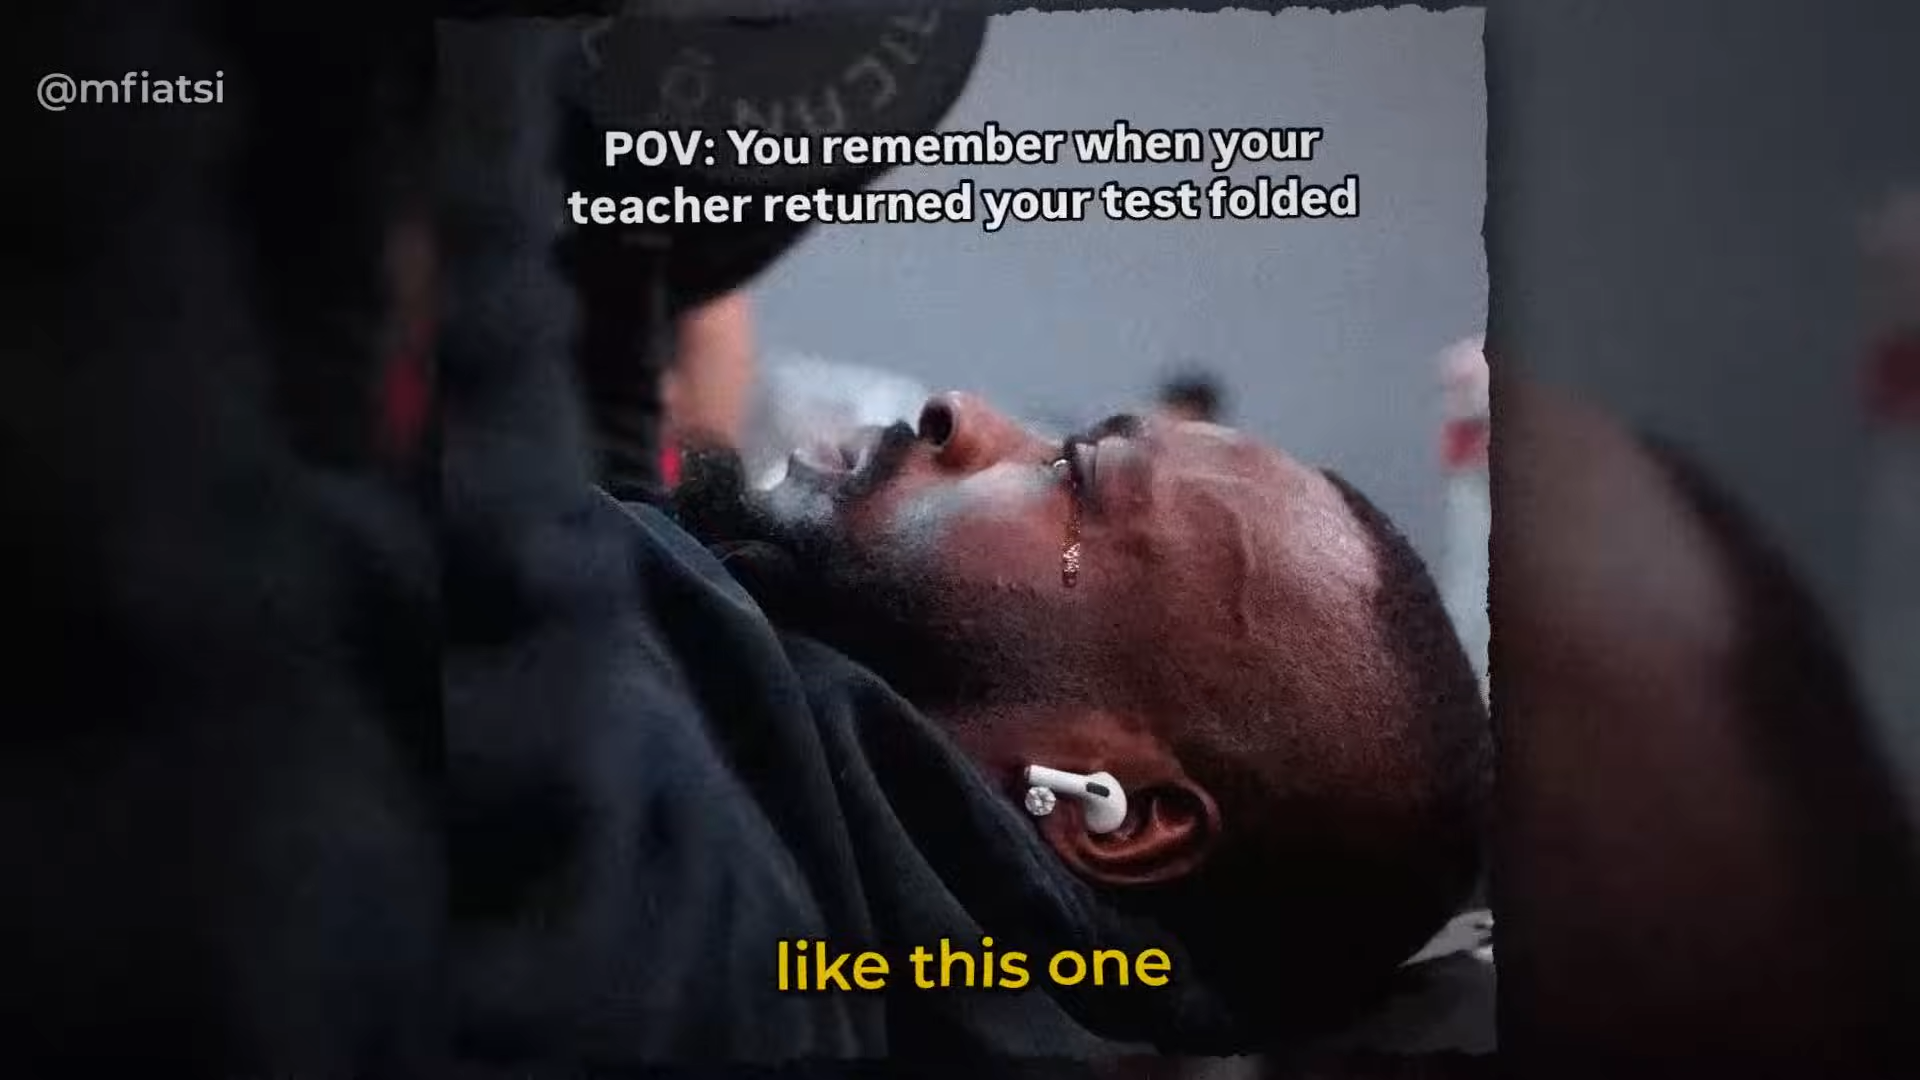 @mfiatsi
POV: You remember when your
teacher returned your test folded
like this one